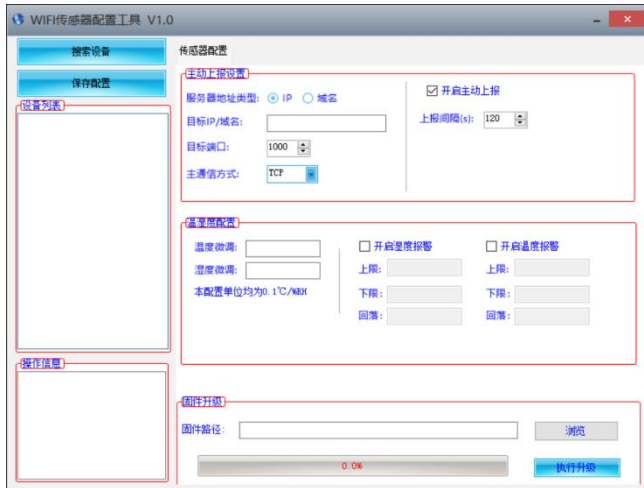 WIFI传感器配置工具 V1.0
搜索设备
保存配置
设备列表
操作信息
传感器配置
主动上报设置
服务器地址类型: IP 域名
目标IP/域名:
目标端口: 1000
主通信方式: TCP
开启主动上报
上报间隔(s): 120
温湿度配置
温度微调:
湿度微调:
本配置单位均为0.1℃/%RH
开启湿度报警
上限:
下限:
回落:
开启温度报警
上限:
下限:
回落:
固件升级
固件路径:
浏览
0.0%
执行升级